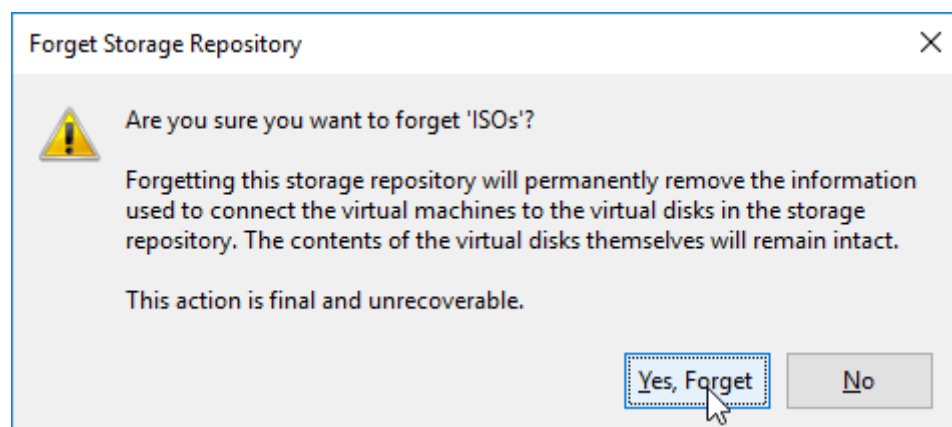 Forget Storage Repository
Are you sure you want to forget 'ISOs'?
Forgetting this storage repository will permanently remove the information
used to connect the virtual machines to the virtual disks in the storage
repository. The contents of the virtual disks themselves will remain intact.
This action is final and unrecoverable.
Yes, Forget
No